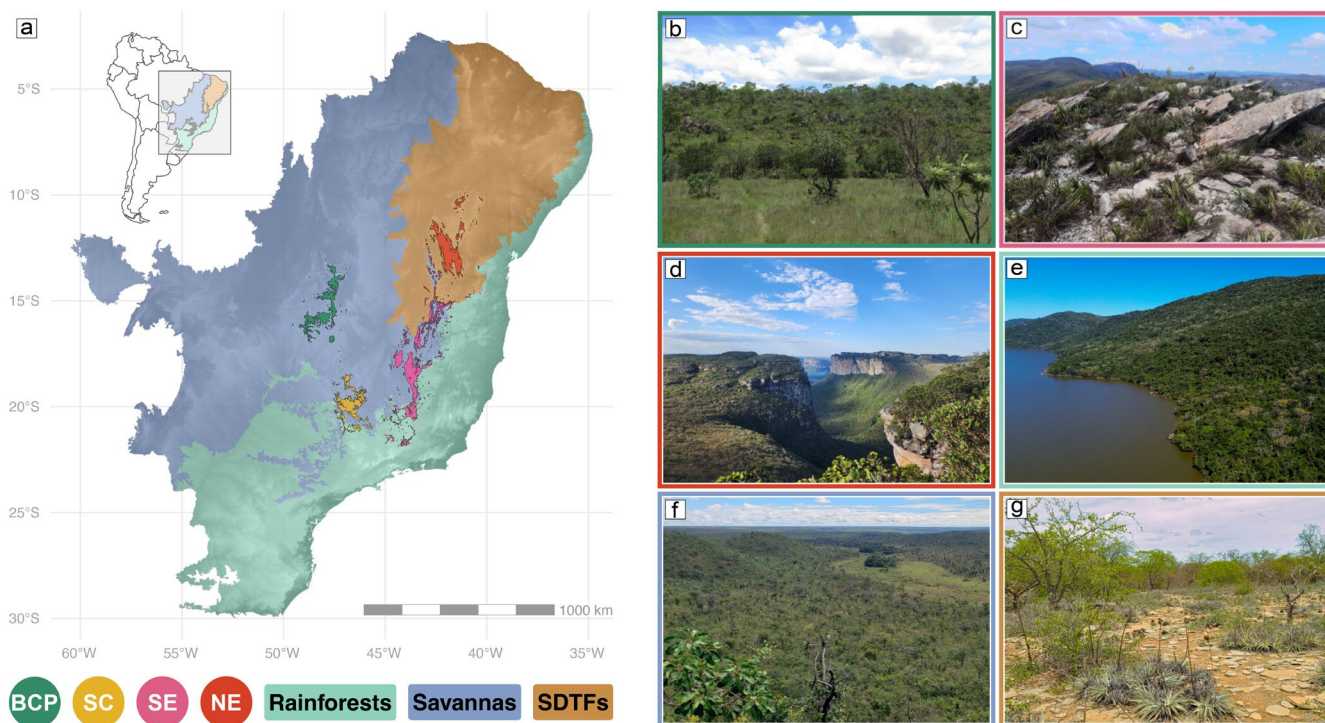 a
5°S
10°S
15°S
20°S
25°S
30°S
1000 km
60°W 55°W 50°W 45°W 40°W 35°W
BCP SC SE NE Rainforests Savannas SDTFs
b
c
d
e
f
g